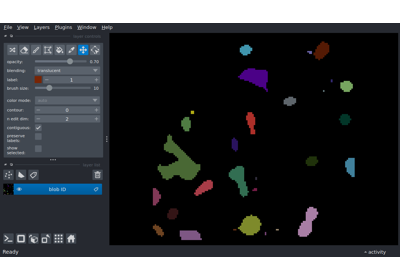 File View Layers Plugins Window Help
opacity: 0.70
blending: translucent
label: 1
brush size: 10
color mode:
contour: 0
n edit dim: 2
contiguous:
preserve labels:
show selected:
blob ID
Ready
activity